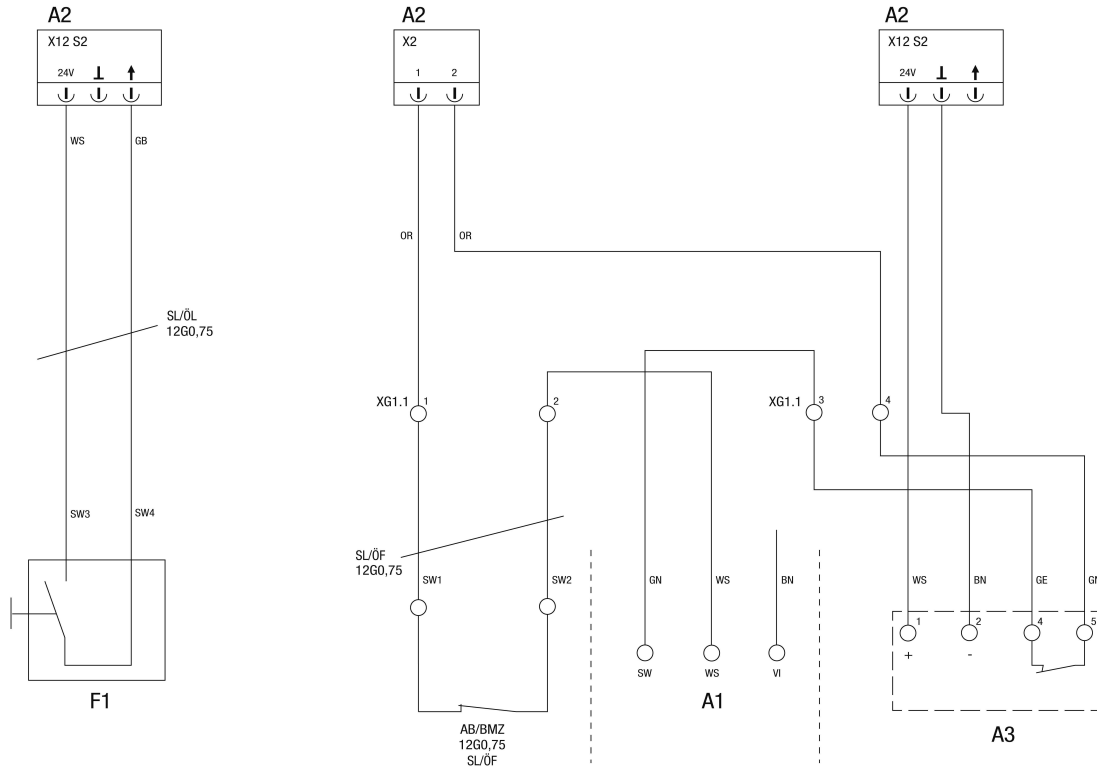 A2
A2
A2
X12 S2
X2
X12 S2
24V
1
2
24V
WS
GB
OR
OR
SL/ÖL
12G0,75
XG1.1
1
2
XG1.1
3
4
SW3
SW4
SL/ÖF
12G0,75
SW1
SW2
GN
WS
BN
WS
BN
GE
1
2
4
5
+
-
SW
WS
VI
F1
A1
A3
AB/BMZ
12G0,75
SL/ÖF